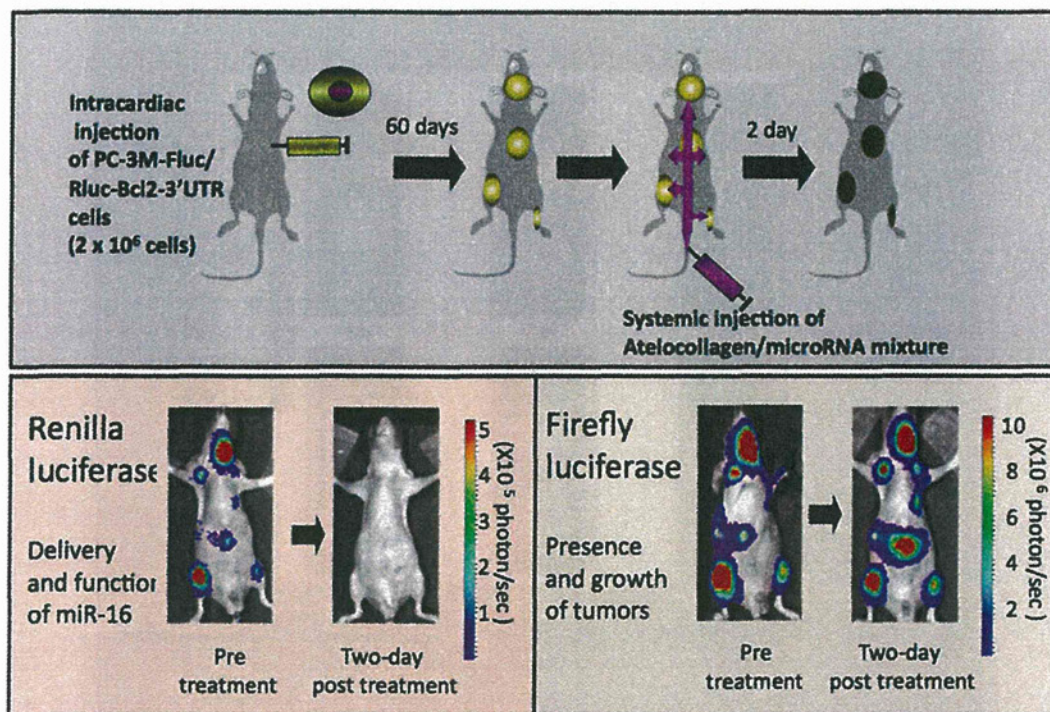 Intracardiac
injection
of PC-3M-Fluc/
Rluc-Bcl2-3'UTR
cells
(2 x 10⁶ cells)
60 days
2 day
Systemic injection of
Atelocollagen/microRNA mixture
Renilla
luciferase
Delivery
and function
of miR-16
Pre
treatment
Two-day
post treatment
5
4
3
2
1
(X10⁵ photon/sec)
Firefly
luciferase
Presence
and growth
of tumors
Pre
treatment
Two-day
post treatment
10
8
6
4
2
(X10⁶ photon/sec)